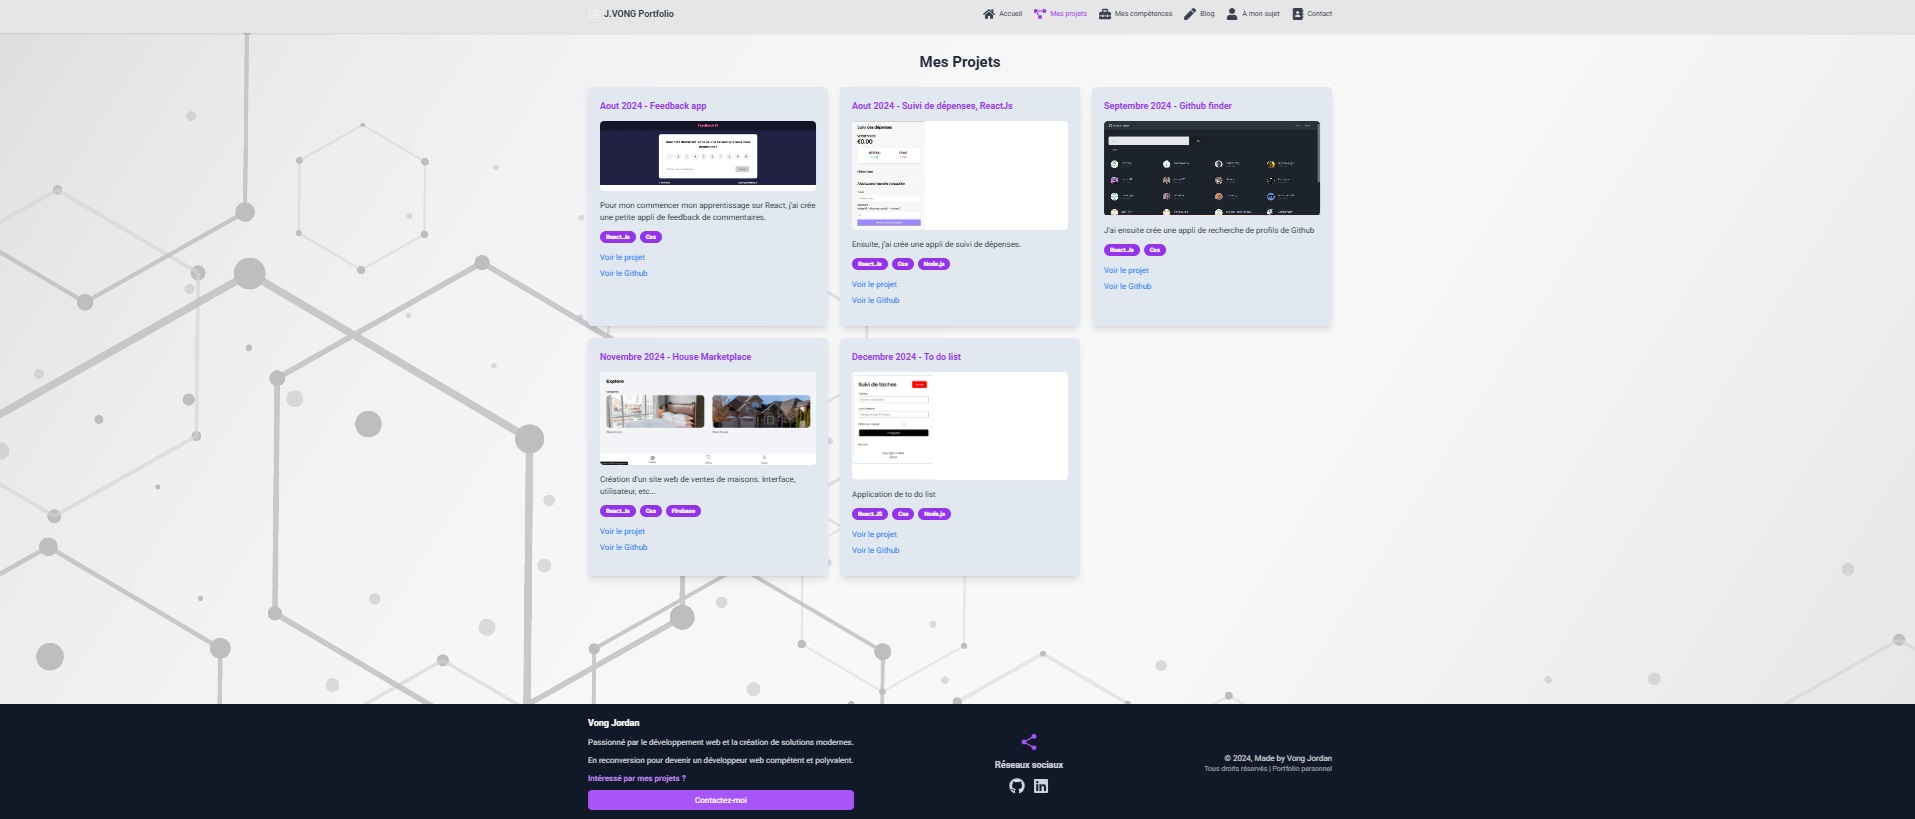 J.VONG Portfolio
Accueil
Mes projets
Mes compétences
Blog
À mon sujet
Contact
Mes Projets
Aout 2024 - Feedback app
Pour mon commencer mon apprentissage sur React, j'ai crée
une petite appli de feedback de commentaires.
React.Js
Css
Voir le projet
Voir le Github
Aout 2024 - Suivi de dépenses, ReactJs
Suivi des dépenses
€0.00
Ensuite, j'ai crée une appli de suivi de dépenses.
React.Js
Css
Node.js
Voir le projet
Voir le Github
Septembre 2024 - Github finder
J'ai ensuite crée une appli de recherche de profils de Github
React.Js
Css
Voir le projet
Voir le Github
Novembre 2024 - House Marketplace
Explore
Création d'un site web de ventes de maisons. Interface,
utilisateur, etc...
React.Js
Css
Firebase
Voir le projet
Voir le Github
Decembre 2024 - To do list
Suivi de taches
Application de to do list
React.JS
Css
Node.js
Voir le projet
Voir le Github
Vong Jordan
Passionné par le développement web et la création de solutions modernes.
En reconversion pour devenir un développeur web compétent et polyvalent.
Intéressé par mes projets ?
Contactez-moi
Réseaux sociaux
© 2024, Made by Vong Jordan
Tous droits réservés | Portfolio personnel